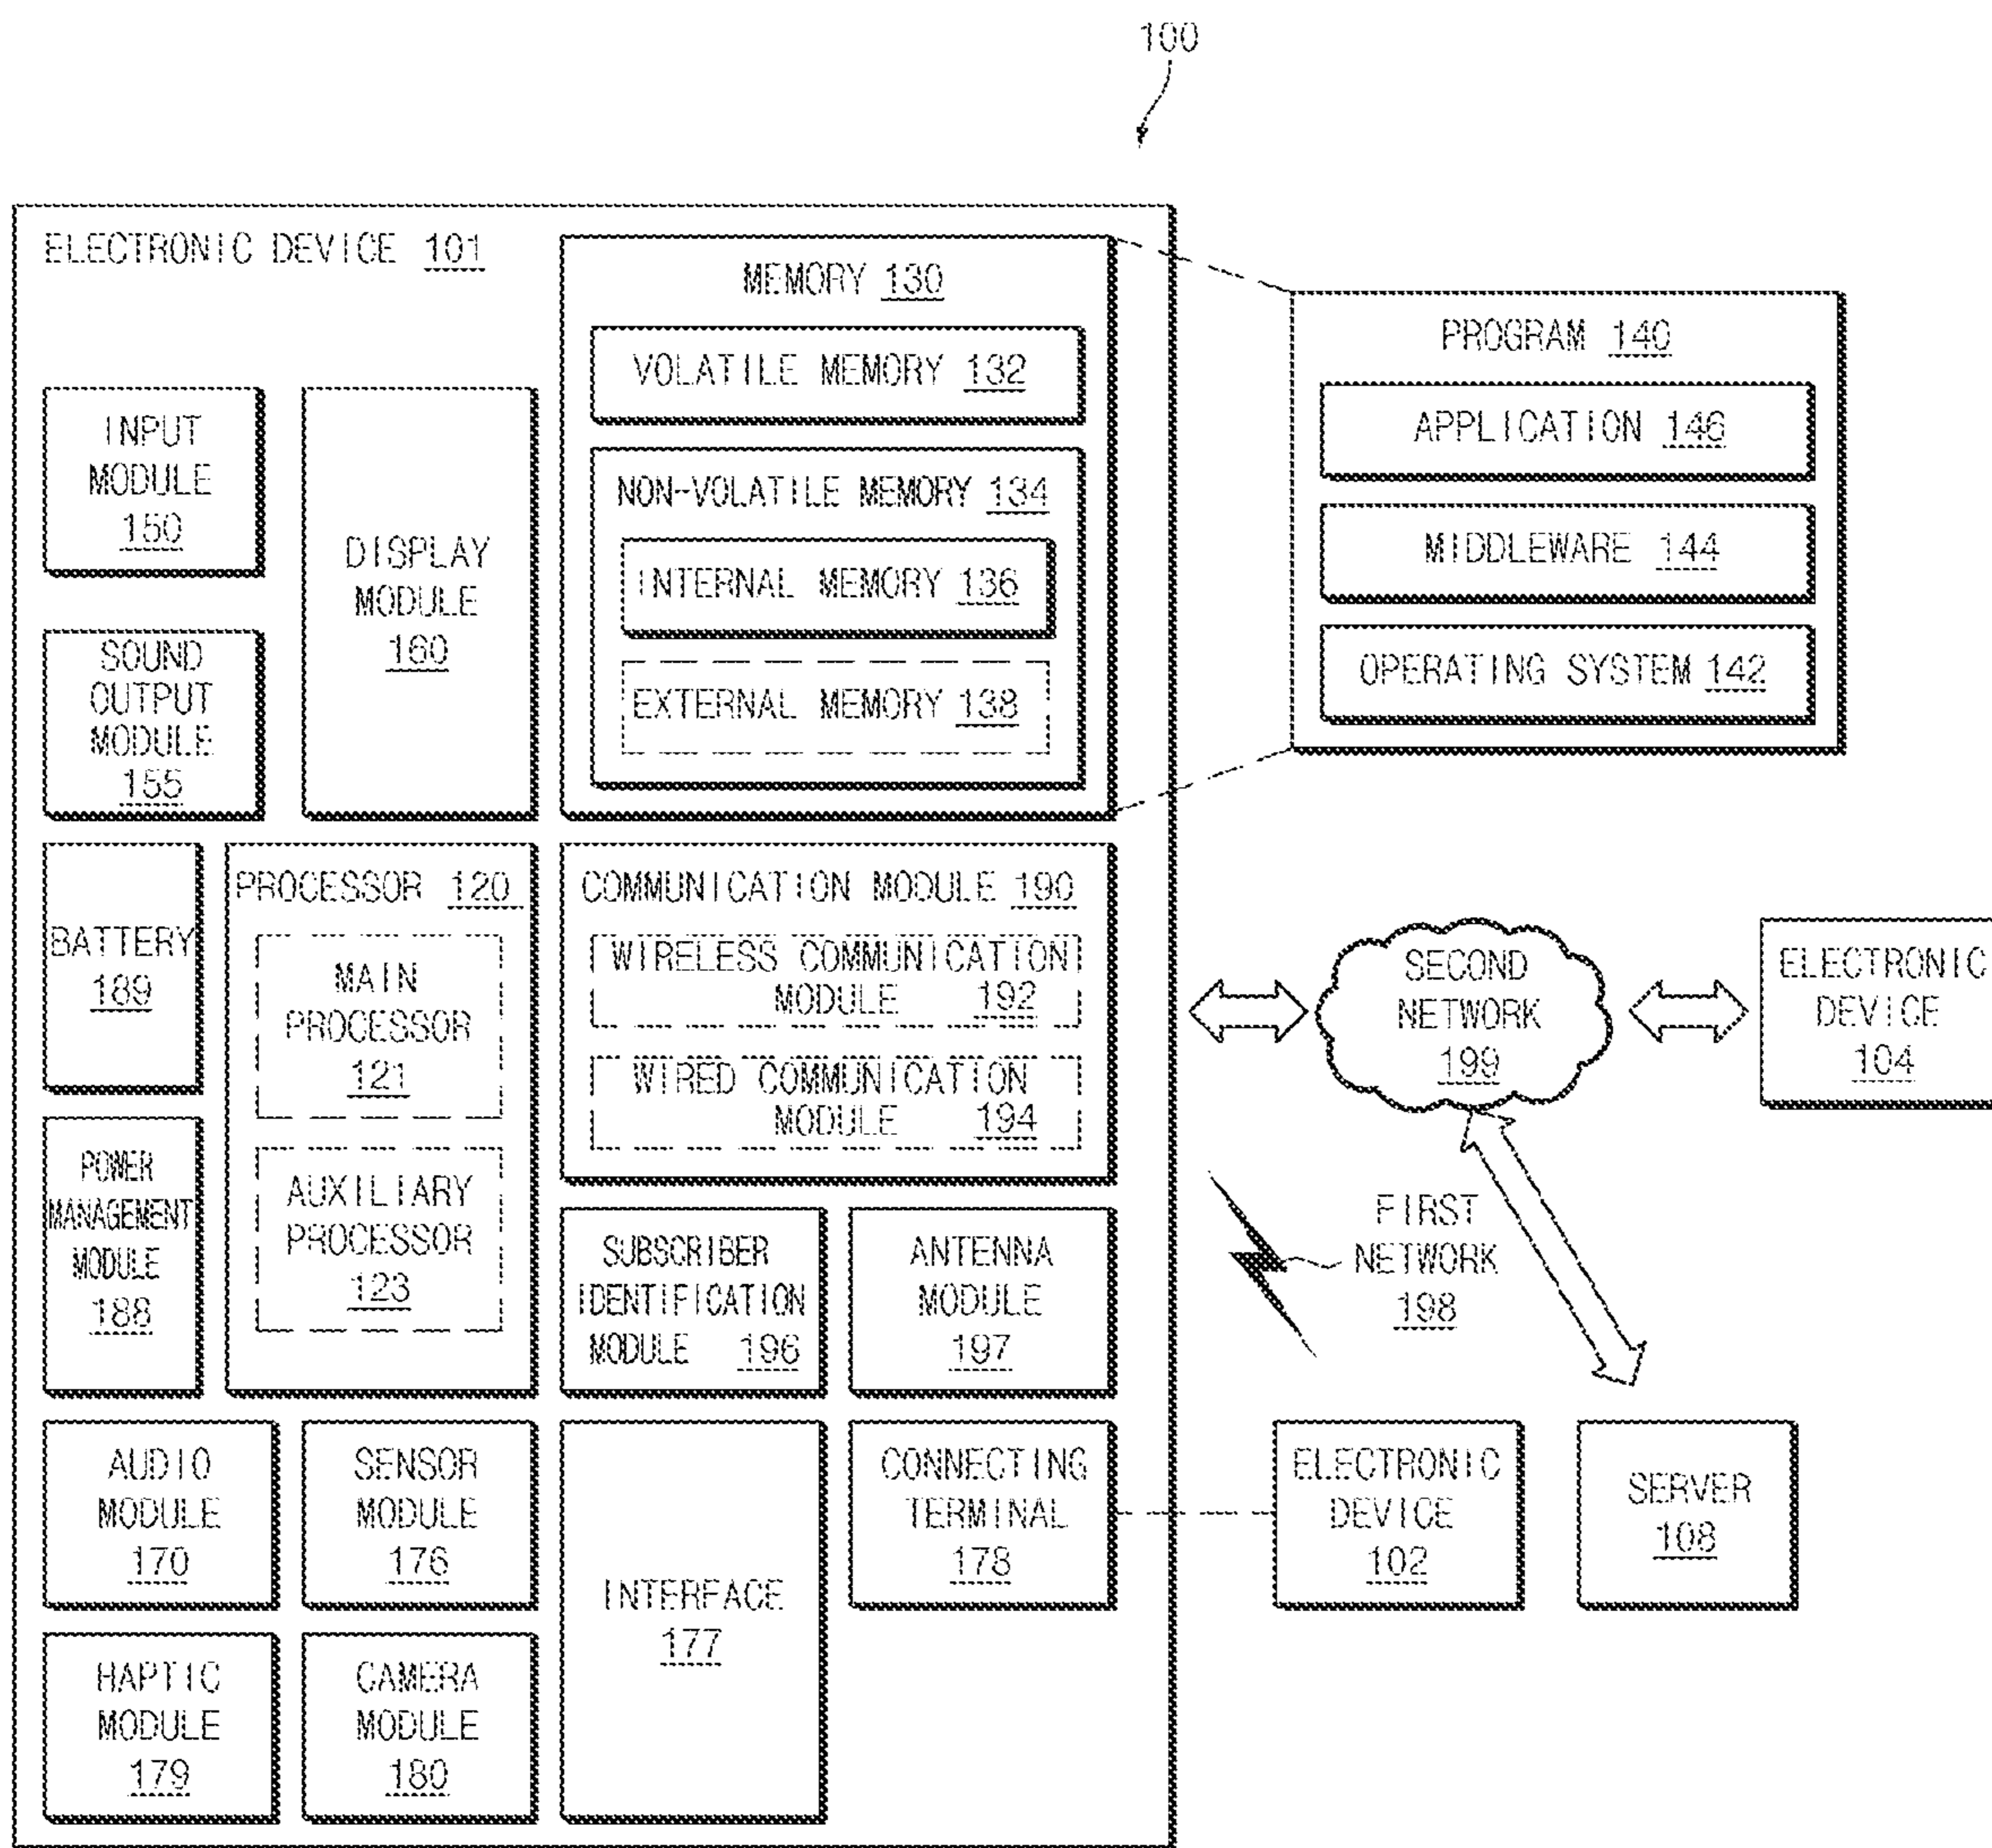 100
ELECTRONIC DEVICE 101
MEMORY 130
VOLATILE MEMORY 132
NON-VOLATILE MEMORY 134
INTERNAL MEMORY 136
EXTERNAL MEMORY 138
PROGRAM 140
APPLICATION 146
MIDDLEWARE 144
OPERATING SYSTEM 142
INPUT
MODULE
150
SOUND
OUTPUT
MODULE
155
DISPLAY
MODULE
160
BATTERY
189
POWER
MANAGEMENT
MODULE
188
PROCESSOR 120
MAIN
PROCESSOR
121
AUXILIARY
PROCESSOR
123
COMMUNICATION MODULE 190
WIRELESS COMMUNICATION
MODULE 192
WIRED COMMUNICATION
MODULE 194
SUBSCRIBER
IDENTIFICATION
MODULE 196
ANTENNA
MODULE
197
SECOND
NETWORK
199
ELECTRONIC
DEVICE
104
FIRST
NETWORK
198
AUDIO
MODULE
170
SENSOR
MODULE
176
INTERFACE
177
CONNECTING
TERMINAL
178
ELECTRONIC
DEVICE
102
SERVER
108
HAPTIC
MODULE
179
CAMERA
MODULE
180